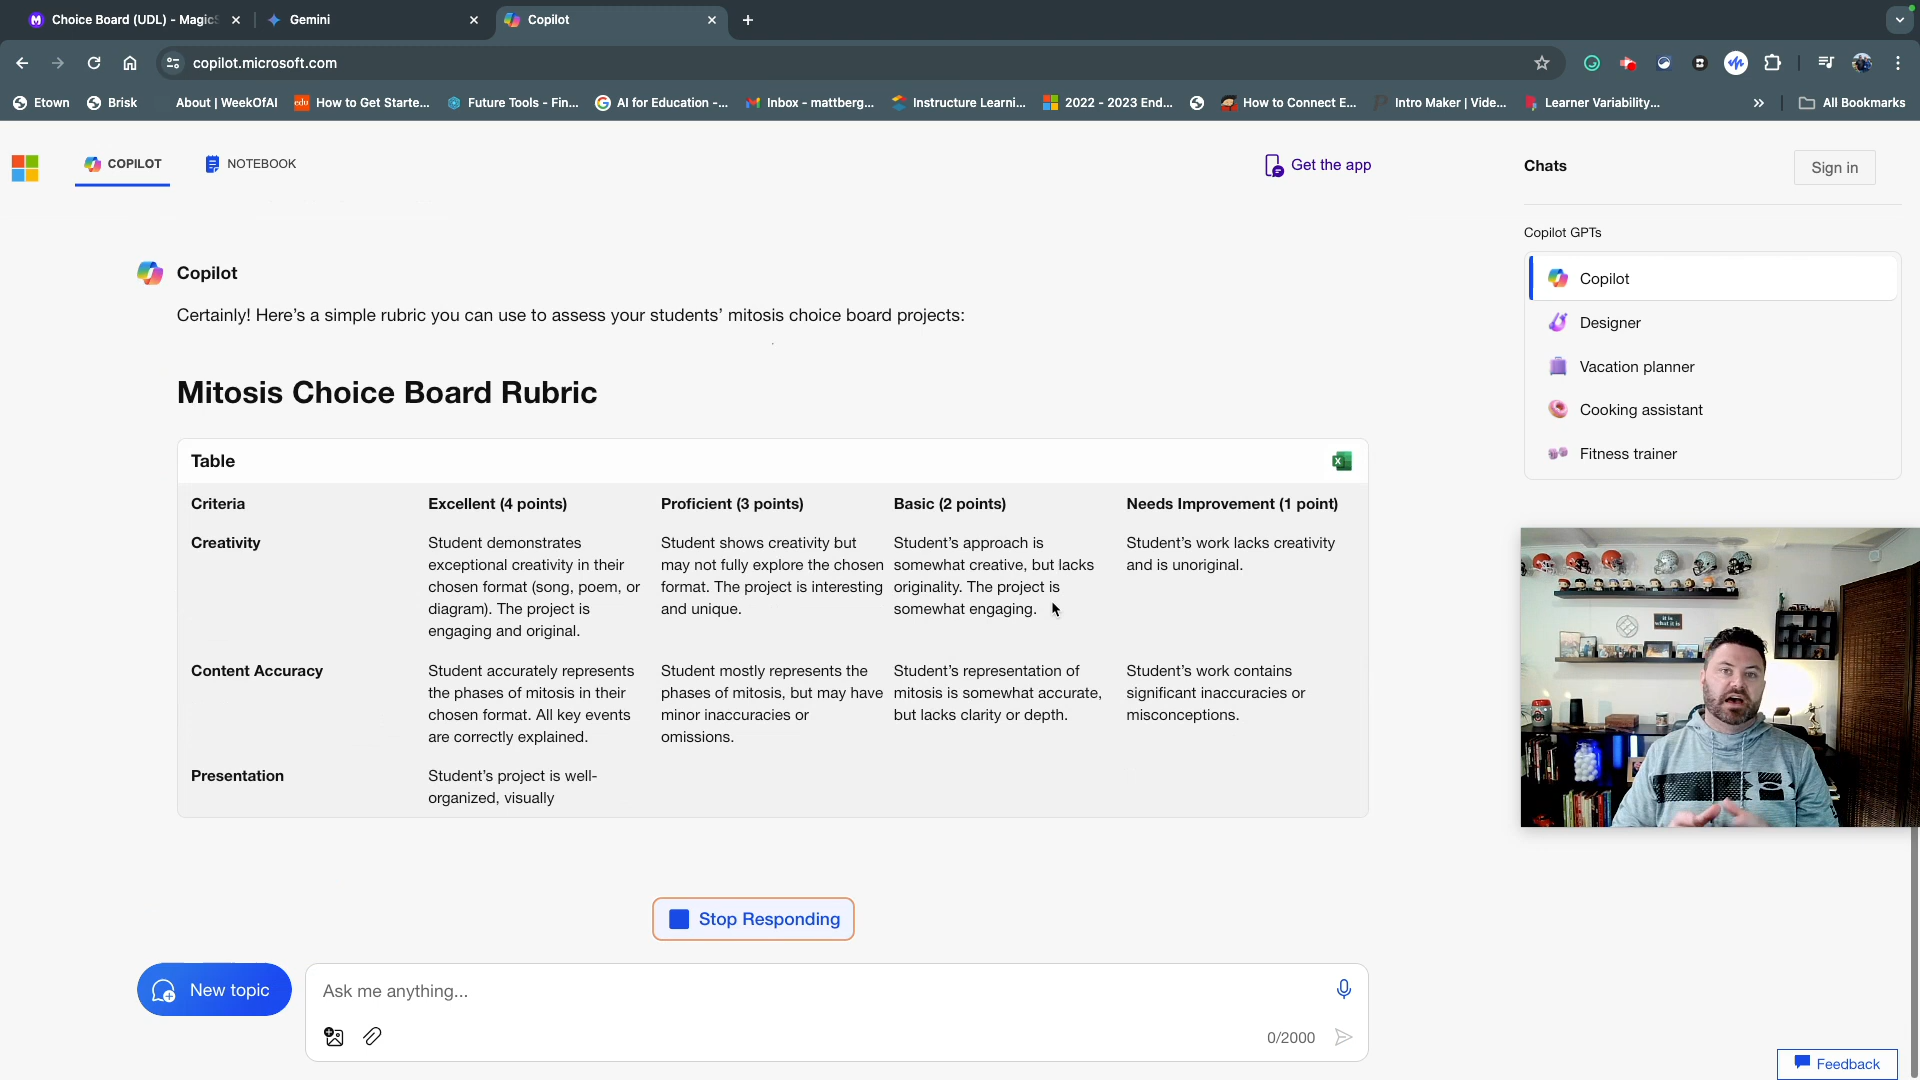 Choice Board (UDL) - MagicS
Gemini
Copilot
copilot.microsoft.com
Etown
Brisk
About | WeekOfAI
How to Get Starte...
Future Tools - Fin...
AI for Education -...
Inbox - mattberg...
Instructure Learni...
2022 - 2023 End...
How to Connect E...
Intro Maker | Vide...
Learner Variability...
All Bookmarks
COPILOT
NOTEBOOK
Get the app
Chats
Sign in
Copilot GPTs
Copilot
Designer
Vacation planner
Cooking assistant
Fitness trainer
Copilot
Certainly! Here's a simple rubric you can use to assess your students' mitosis choice board projects:
Mitosis Choice Board Rubric
Table
Criteria
Excellent (4 points)
Proficient (3 points)
Basic (2 points)
Needs Improvement (1 point)
Creativity
Student demonstrates
exceptional creativity in their
chosen format (song, poem, or
diagram). The project is
engaging and original.
Student shows creativity but
may not fully explore the chosen
format. The project is interesting
and unique.
Student's approach is
somewhat creative, but lacks
originality. The project is
somewhat engaging.
Student's work lacks creativity
and is unoriginal.
Content Accuracy
Student accurately represents
the phases of mitosis in their
chosen format. All key events
are correctly explained.
Student mostly represents the
phases of mitosis, but may have
minor inaccuracies or
omissions.
Student's representation of
mitosis is somewhat accurate,
but lacks clarity or depth.
Student's work contains
significant inaccuracies or
misconceptions.
Presentation
Student's project is well-
organized, visually
it is
what it is
Stop Responding
New topic
Ask me anything...
0/2000
Feedback